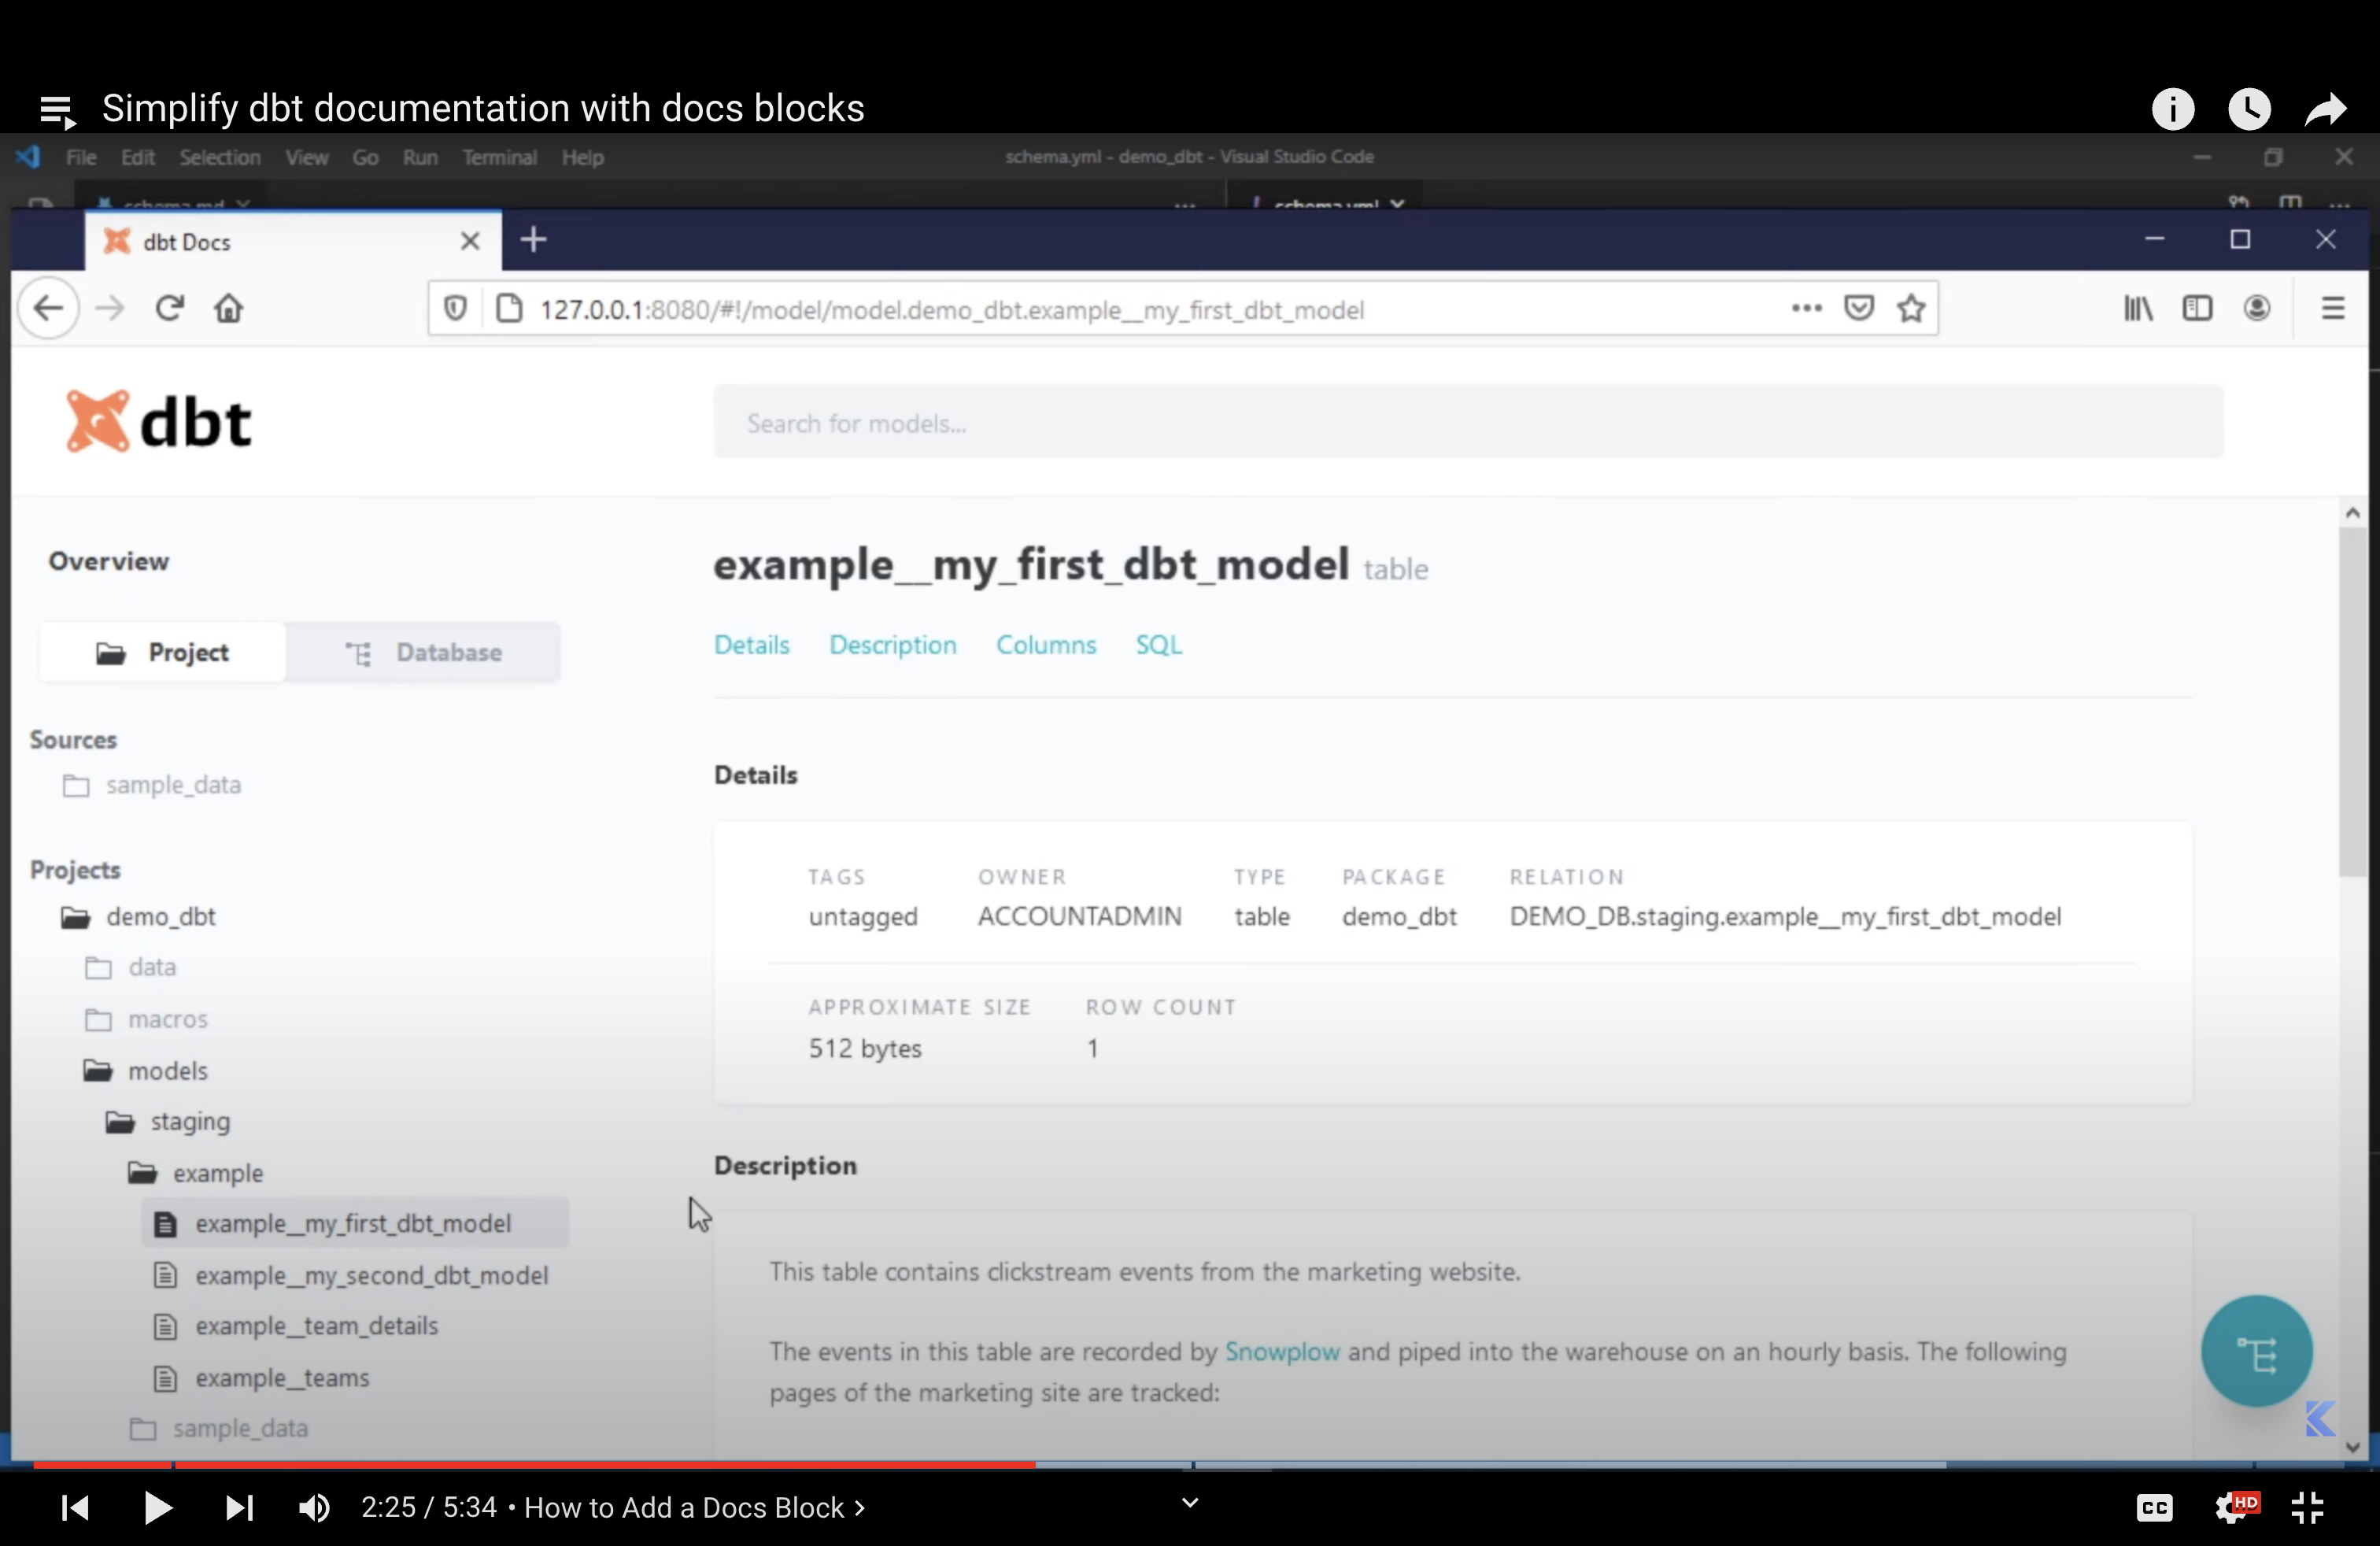 Simplify dbt documentation with docs blocks
File Edit Selection View Go Run Terminal Help
schema.yml - demo_dbt - Visual Studio Code
schema.md
schema.yml
dbt Docs
127.0.0.1:8080/#!/model/model.demo_dbt.example__my_first_dbt_model
dbt
Search for models...
Overview
Project
Database
Sources
sample_data
Projects
demo_dbt
data
macros
models
staging
example
example__my_first_dbt_model
example__my_second_dbt_model
example__team_details
example__teams
sample_data
example__my_first_dbt_model table
Details Description Columns SQL
Details
TAGS OWNER TYPE PACKAGE RELATION
untagged ACCOUNTADMIN table demo_dbt DEMO_DB.staging.example__my_first_dbt_model
APPROXIMATE SIZE ROW COUNT
512 bytes 1
Description
This table contains clickstream events from the marketing website.
The events in this table are recorded by Snowplow and piped into the warehouse on an hourly basis. The following
pages of the marketing site are tracked:
2:25 / 5:34 • How to Add a Docs Block
CC
HD